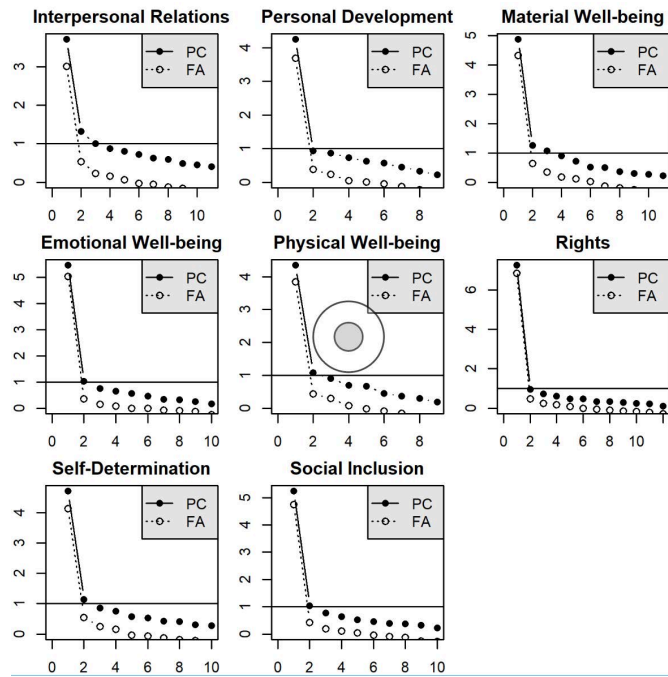 Interpersonal Relations
PC
FA
3
2
1
0
0 2 4 6 8 10
Personal Development
PC
FA
4
3
2
1
0
0 2 4 6 8
Material Well-being
PC
FA
5
4
3
2
1
0
0 2 4 6 8 10
Emotional Well-being
PC
FA
5
4
3
2
1
0
0 2 4 6 8 10
Physical Well-being
PC
FA
4
3
2
1
0
0 2 4 6 8
Rights
PC
FA
6
4
2
0
0 2 4 6 8 10 12
Self-Determination
PC
FA
4
3
2
1
0
0 2 4 6 8 10
Social Inclusion
PC
FA
5
4
3
2
1
0
0 2 4 6 8 10